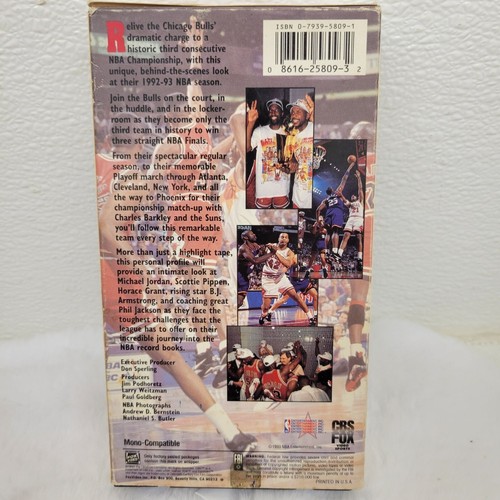 ISBN 0-7939-5809-1
Relive the Chicago Bulls'
dramatic charge to a
historic third consecutive
NBA Championship, with this
unique, behind-the-scenes look
at their 1992-93 NBA season.
0 8616-25809-3 2
Join the Bulls on the court, in
the huddle, and in the locker-
room as they become only the
third team in history to win
three straight NBA Finals.
From their spectacular regular
season, to their memorable
Playoff march through Atlanta,
Cleveland, New York, and all
the way to Phoenix for their
championship match-up with
Charles Barkley and the Suns,
you'll follow this remarkable
team every step of the way.
More than just a highlight tape,
this personal profile will
provide an intimate look at
Michael Jordan, Scottie Pippen,
Horace Grant, rising star B.J.
Armstrong, and coaching great
Phil Jackson as they face the
toughest challenges that the
league has to offer on their
incredible journey into the
NBA record books.
Executive Producer
Don Sperling
Producers
Jim Podhoretz
Larry Weitzman
Paul Goldberg
NBA Photographs
Andrew D. Bernstein
Nathaniel S. Butler
CBS
FOX
VIDEO
SPORTS
Mono-Compatible
WARNING
PRINTED IN U.S.A.